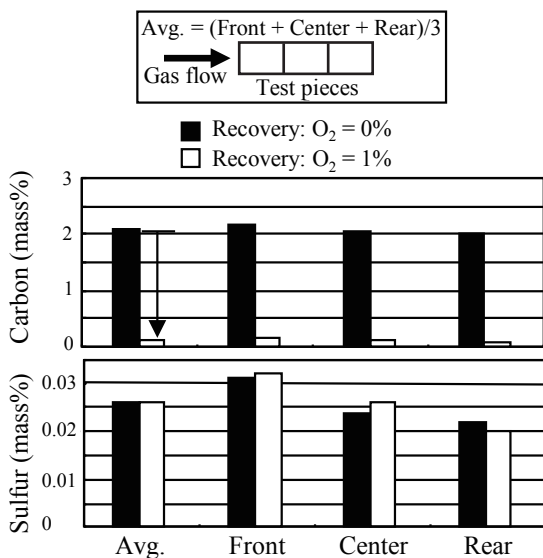 Avg. = (Front + Center + Rear)/3
Gas flow
Test pieces
Recovery: O₂ = 0%
Recovery: O₂ = 1%
Carbon (mass%)
3
2
1
0
Sulfur (mass%)
0.03
0.02
0.01
0
Avg. Front Center Rear